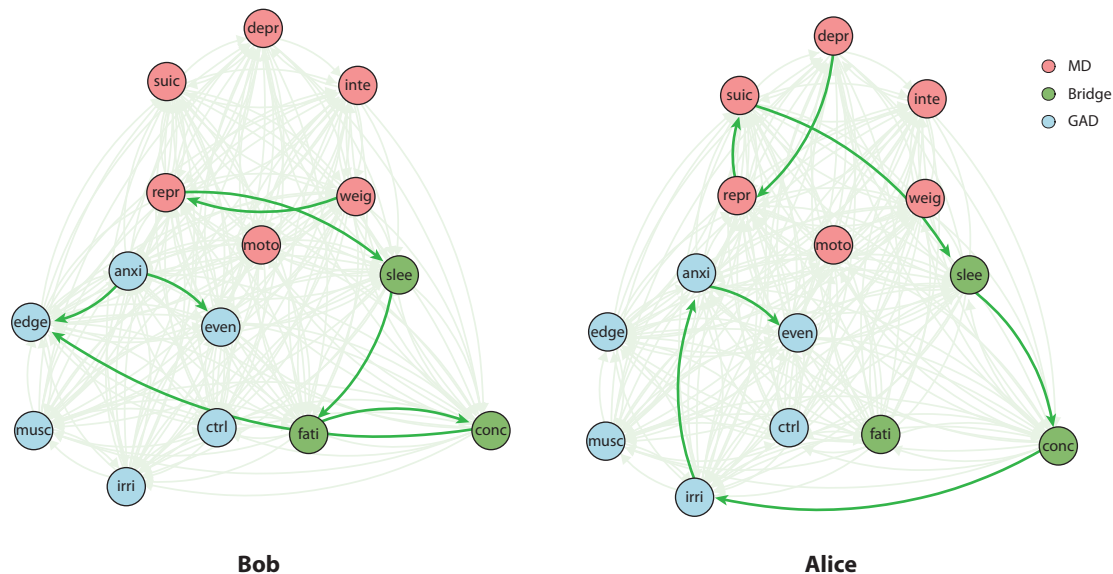 depr
suic
inte
repr
weig
moto
anxi
slee
edge
even
musc
ctrl
fati
conc
irri
Bob
depr
suic
inte
repr
weig
moto
anxi
slee
edge
even
musc
ctrl
fati
conc
irri
Alice
MD
Bridge
GAD